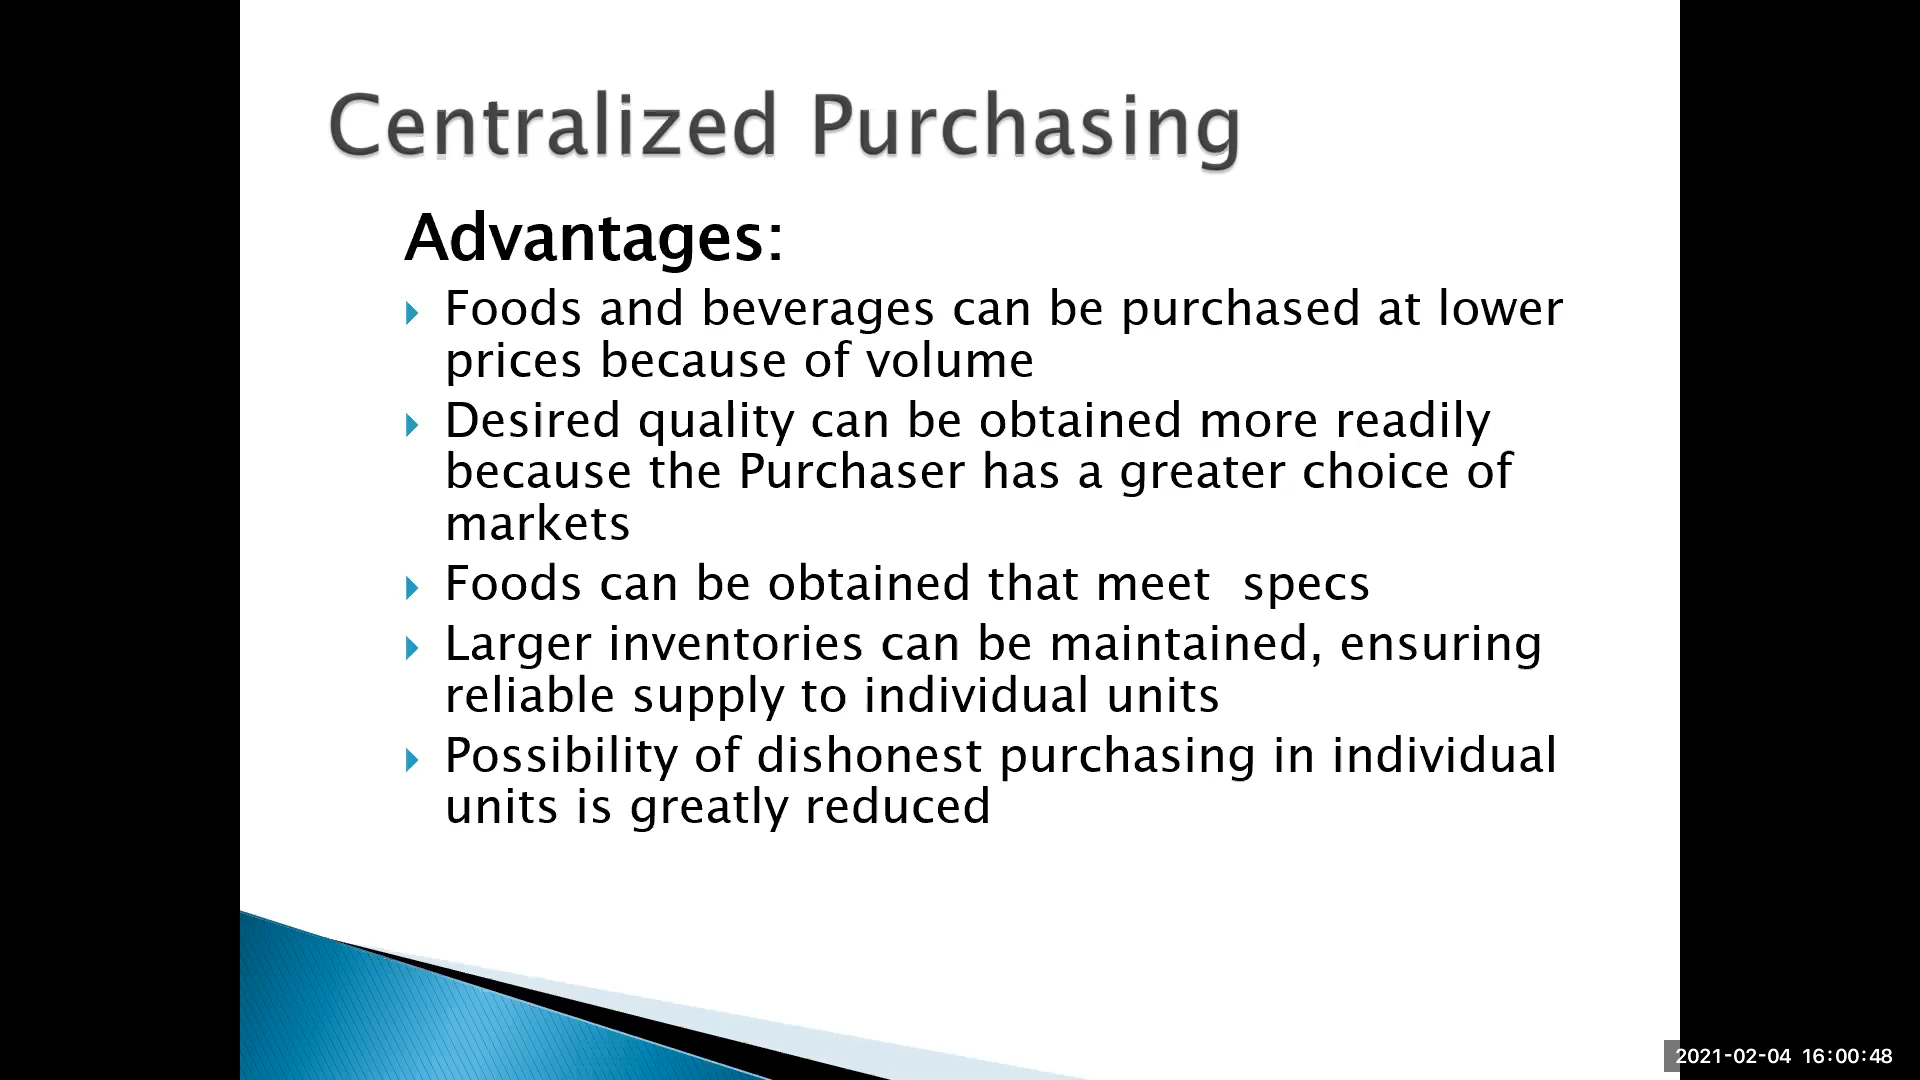 Centralized Purchasing
Advantages:
Foods and beverages can be purchased at lower
prices because of volume
Desired quality can be obtained more readily
because the Purchaser has a greater choice of
markets
Foods can be obtained that meet  specs
Larger inventories can be maintained, ensuring
reliable supply to individual units
Possibility of dishonest purchasing in individual
units is greatly reduced
2021-02-04 16:00:48